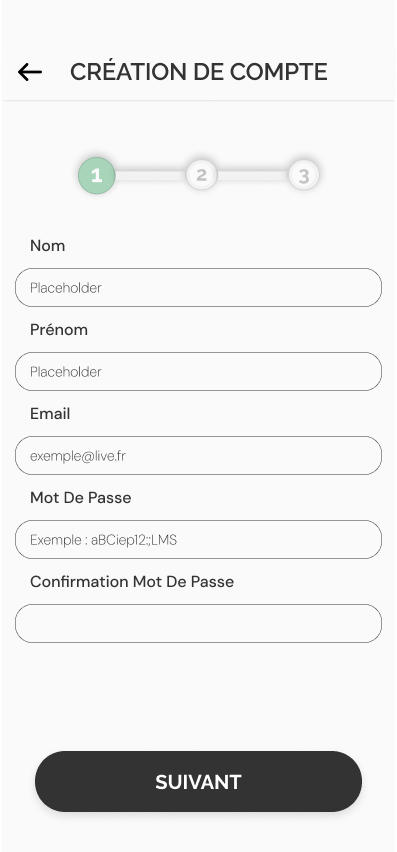 CRÉATION DE COMPTE
1 2 3
Nom
Placeholder
Prénom
Placeholder
Email
exemple@live.fr
Mot De Passe
Exemple : aBCiep12:;LMS
Confirmation Mot De Passe
SUIVANT